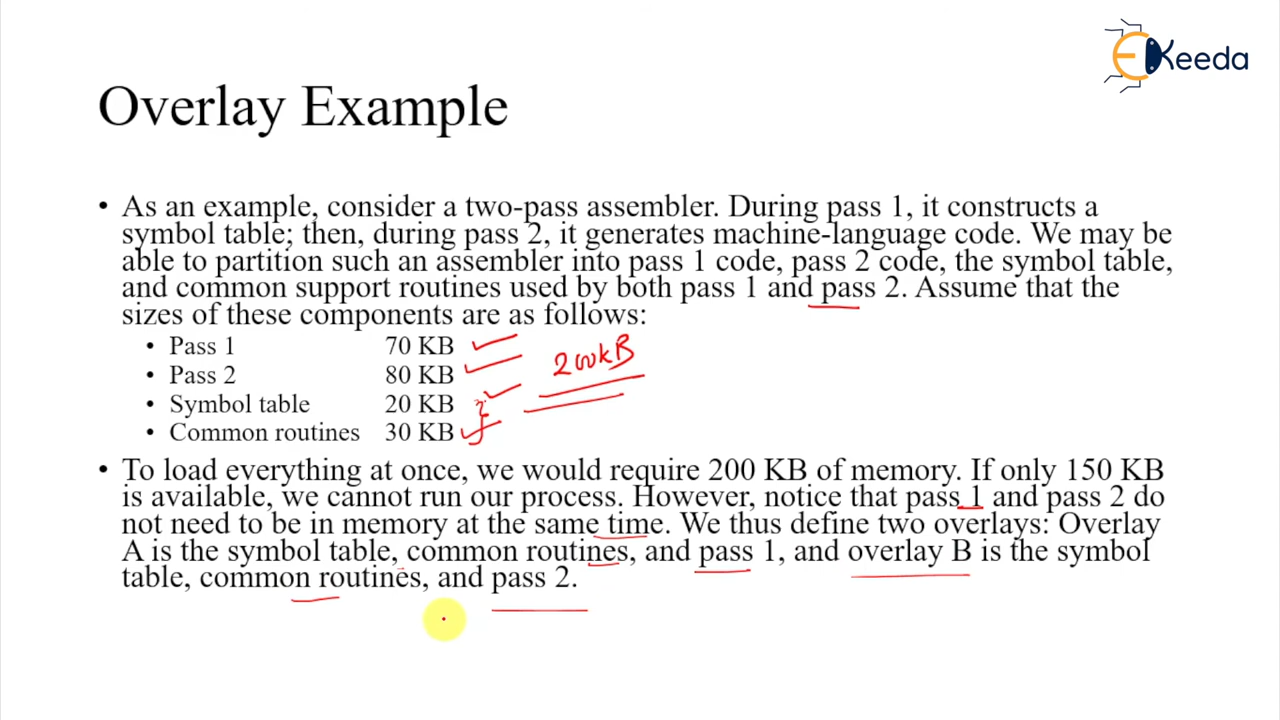 EKeeda
Overlay Example
• As an example, consider a two-pass assembler. During pass 1, it constructs a
symbol table; then, during pass 2, it generates machine-language code. We may be
able to partition such an assembler into pass 1 code, pass 2 code, the symbol table,
and common support routines used by both pass 1 and pass 2. Assume that the
sizes of these components are as follows:
• Pass 1 70 KB
200KB
• Pass 2 80 KB
• Symbol table 20 KB
• Common routines 30 KB
• To load everything at once, we would require 200 KB of memory. If only 150 KB
is available, we cannot run our process. However, notice that pass 1 and pass 2 do
not need to be in memory at the same time. We thus define two overlays: Overlay
A is the symbol table, common routines, and pass 1, and overlay B is the symbol
table, common routines, and pass 2.